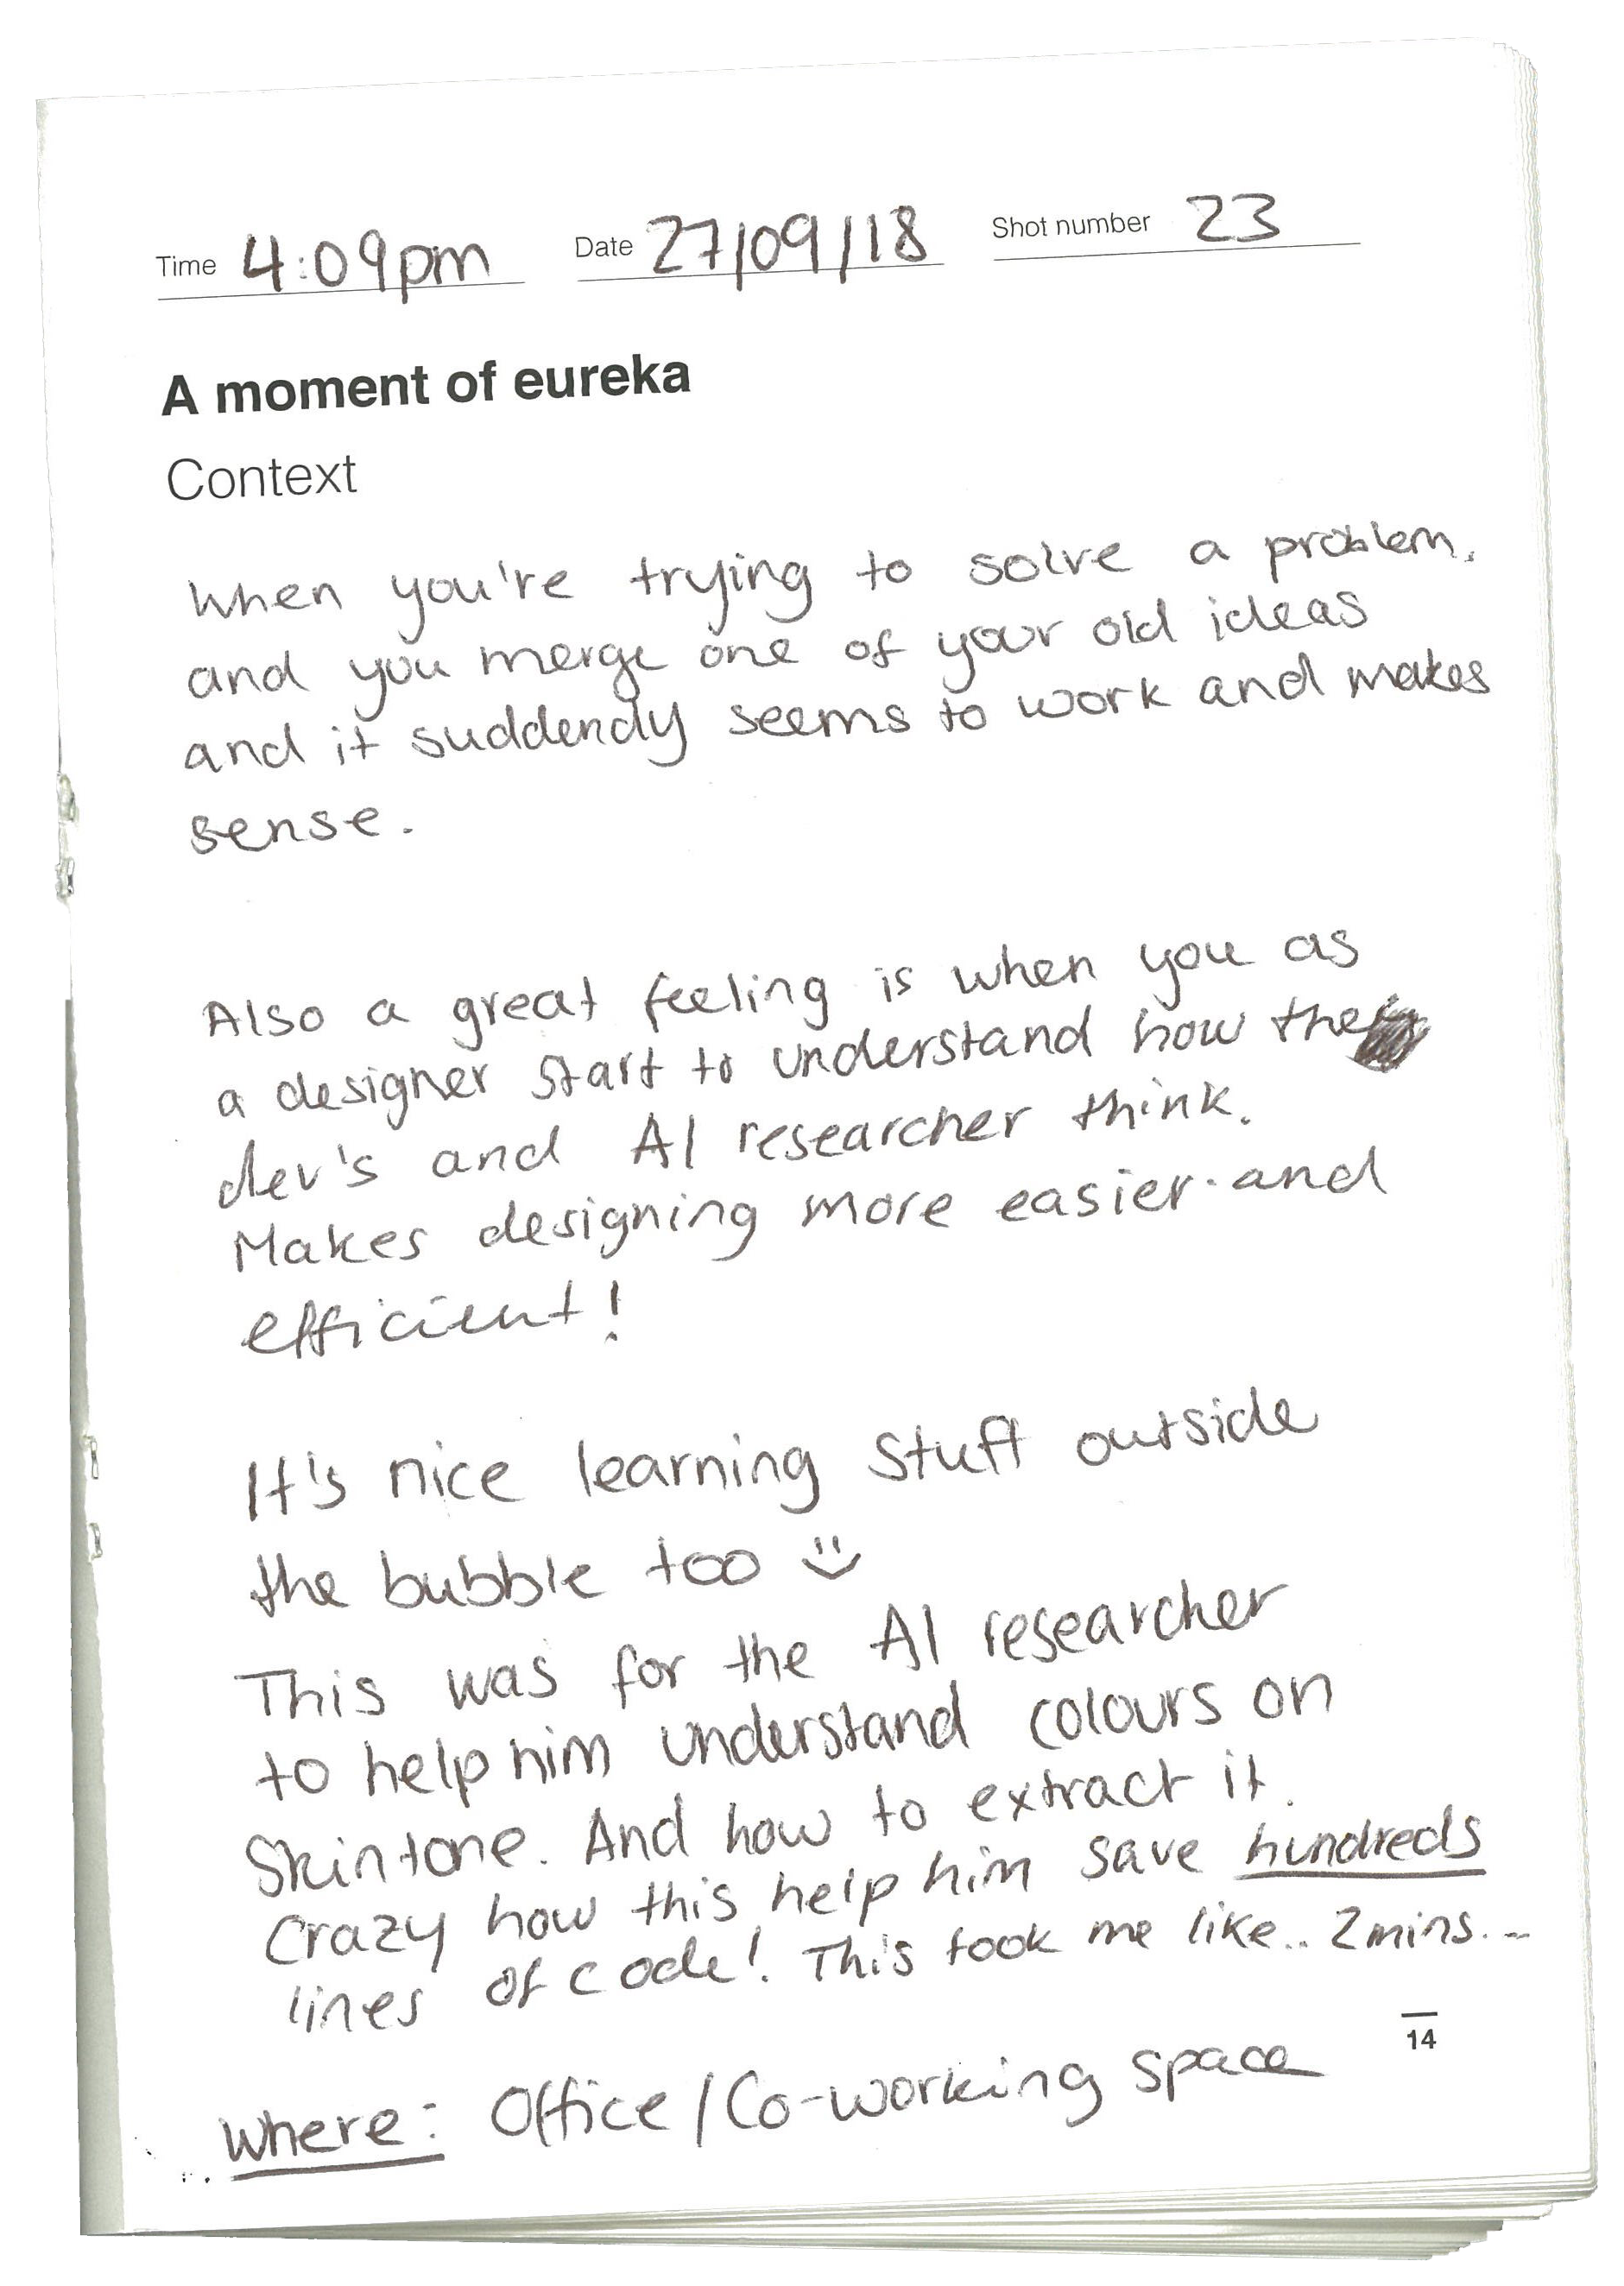 Time 4:09pm Date 27/09/18 Shot number 23
A moment of eureka
Context
When you're trying to solve a problem.
and you merge one of your old ideas
and it suddendly seems to work and makes
sense.
Also a great feeling is when you as
a designer start to understand how the
dev's and AI researcher think.
Makes designing more easier and
efficient!
It's nice learning stuff outside
the bubble too
This was for the AI researcher
to help him understand colours on
Skintone. And how to extract it.
Crazy how this help him save hundreds
lines of code! This took me like.. 2mins...
14
Where: Office/Co-working space